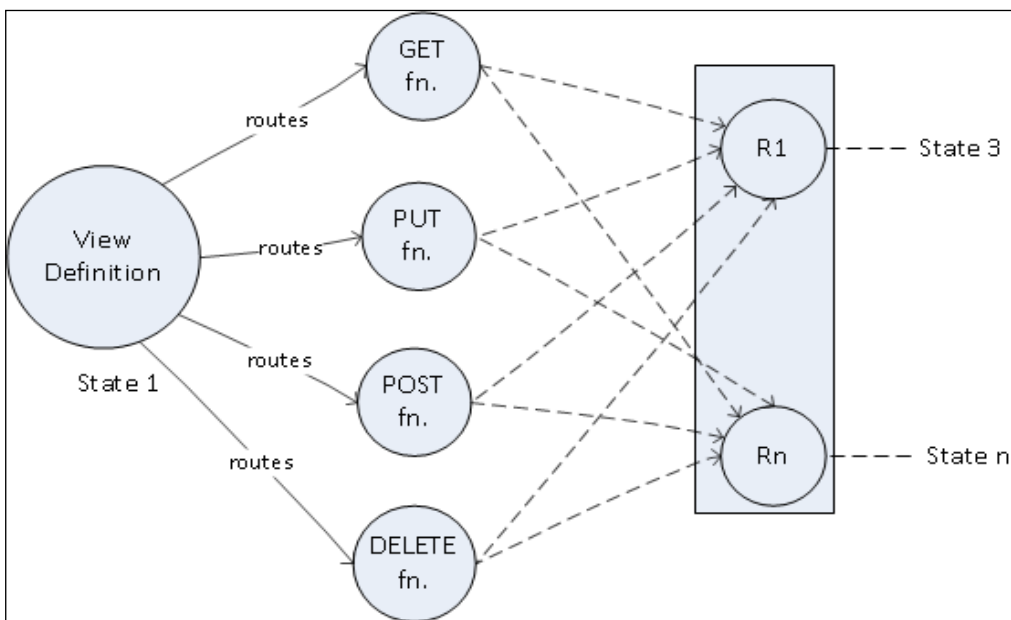 GET
fn.
routes
R1
State 3
View
Definition
routes
PUT
fn.
State 1
routes
POST
fn.
routes
Rn
State n
DELETE
fn.